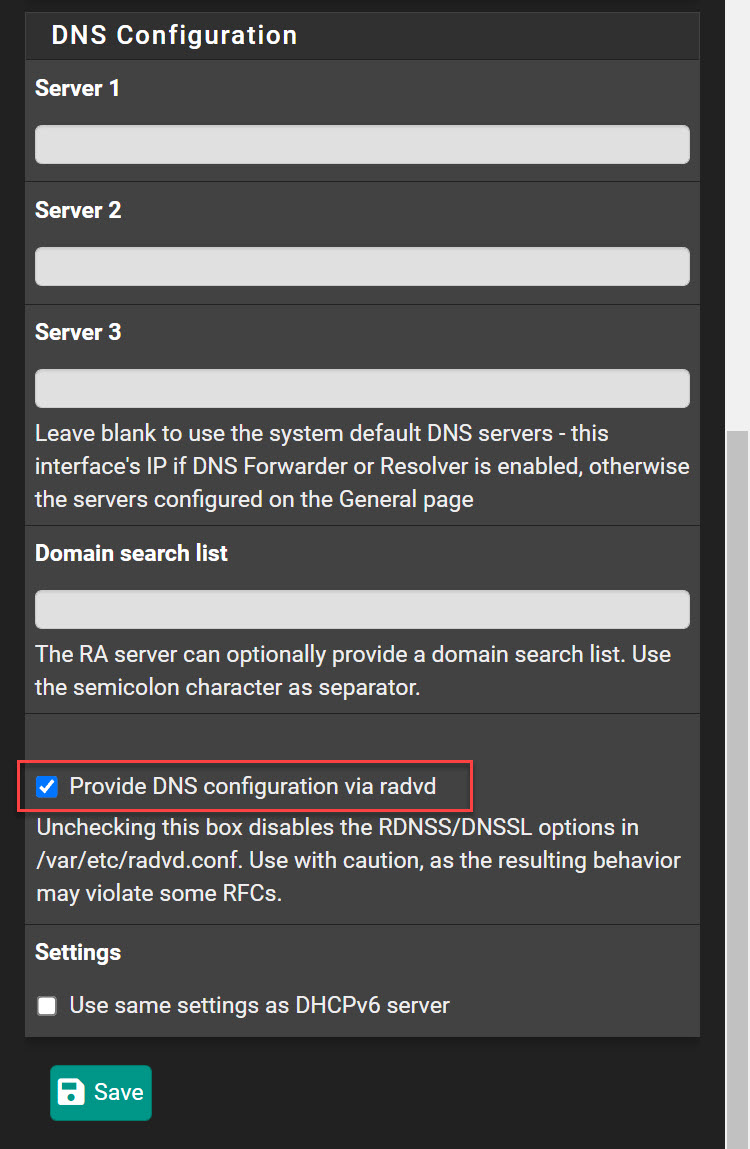 DNS Configuration
Server 1
Server 2
Server 3
Leave blank to use the system default DNS servers - this
interface's IP if DNS Forwarder or Resolver is enabled, otherwise
the servers configured on the General page
Domain search list
The RA server can optionally provide a domain search list. Use
the semicolon character as separator.
Provide DNS configuration via radvd
Unchecking this box disables the RDNSS/DNSSL options in
/var/etc/radvd.conf. Use with caution, as the resulting behavior
may violate some RFCs.
Settings
Use same settings as DHCPv6 server
Save